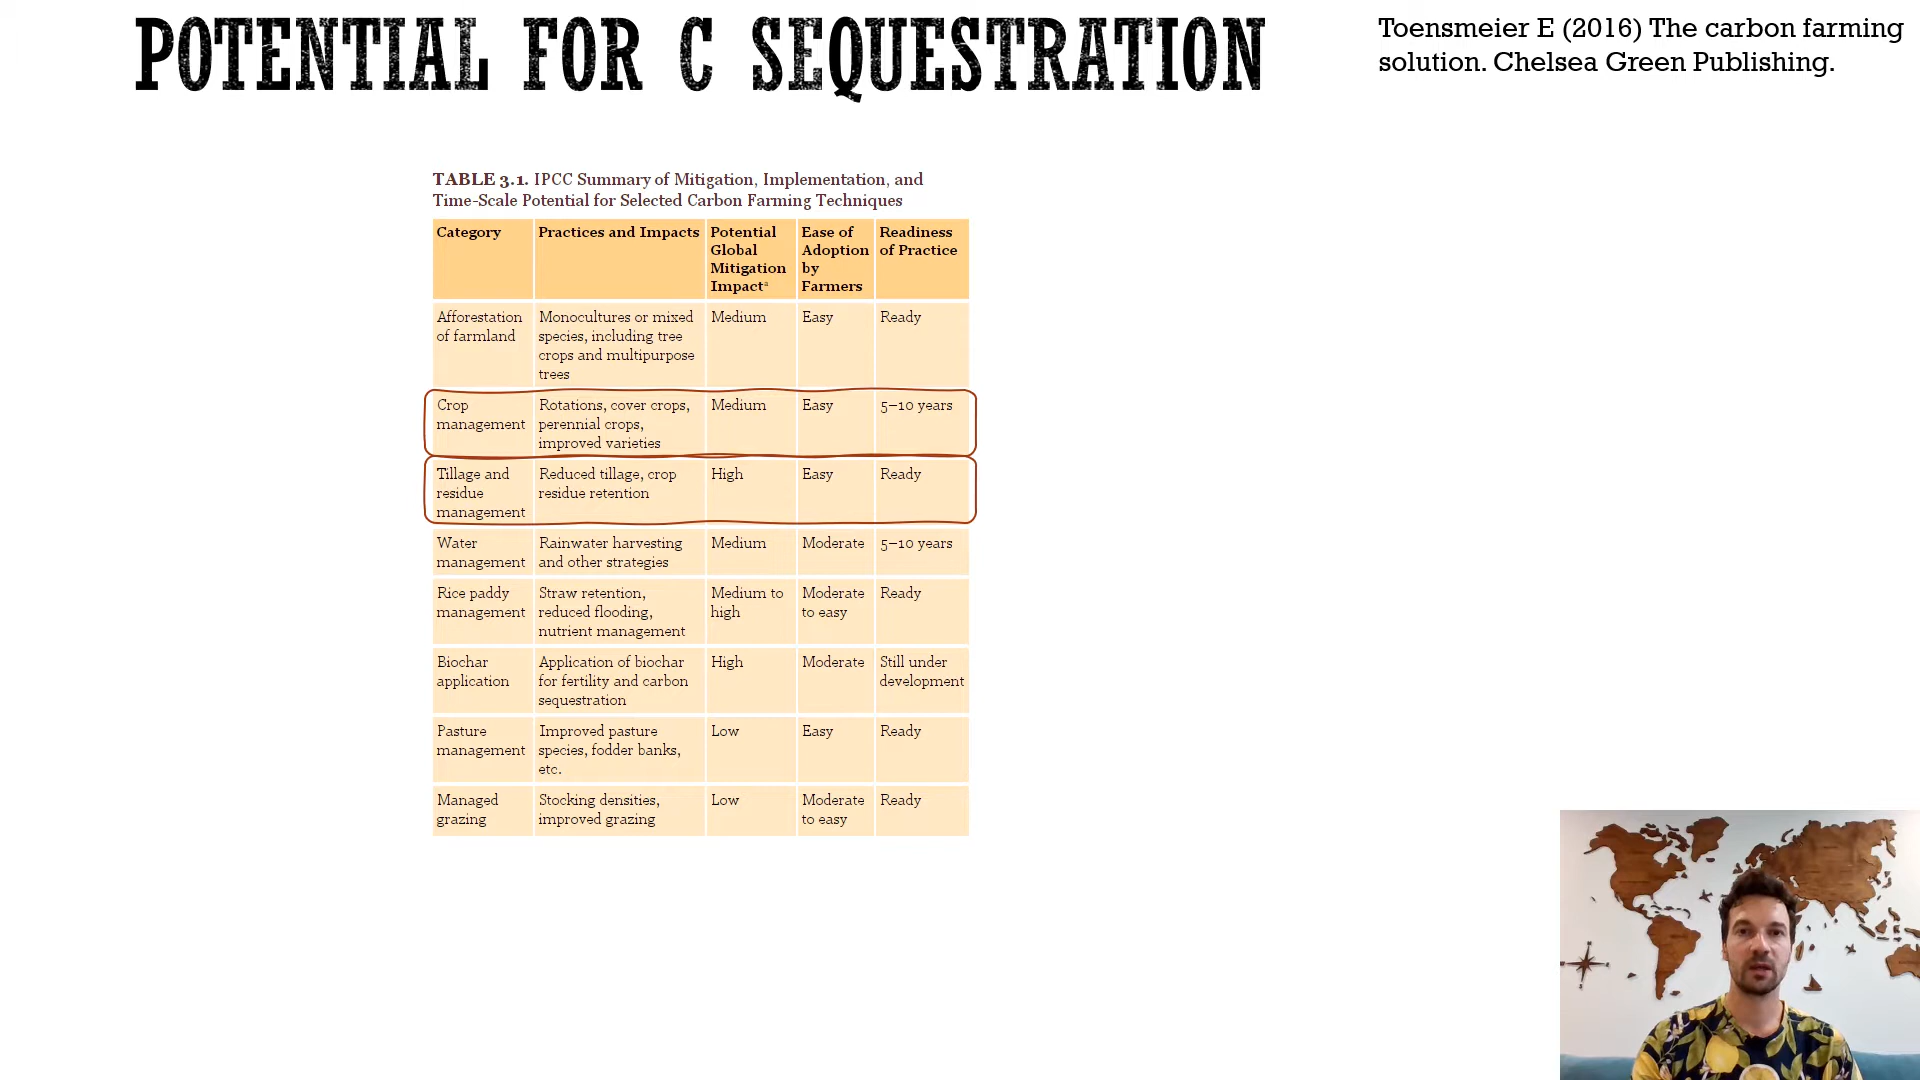 POTENTIAL FOR C SEQUESTRATION
Toensmeier E (2016) The carbon farming
solution. Chelsea Green Publishing.
TABLE 3.1. IPCC Summary of Mitigation, Implementation, and
Time-Scale Potential for Selected Carbon Farming Techniques
Category
Practices and Impacts
Potential
Global
Mitigation
Impactª
Ease of
Adoption
by
Farmers
Readiness
of Practice
Afforestation
of farmland
Monocultures or mixed
species, including tree
crops and multipurpose
trees
Medium
Easy
Ready
Crop
management
Rotations, cover crops,
perennial crops,
improved varieties
Medium
Easy
5–10 years
Tillage and
residue
management
Reduced tillage, crop
residue retention
High
Easy
Ready
Water
management
Rainwater harvesting
and other strategies
Medium
Moderate
5–10 years
Rice paddy
management
Straw retention,
reduced flooding,
nutrient management
Medium to
high
Moderate
to easy
Ready
Biochar
application
Application of biochar
for fertility and carbon
sequestration
High
Moderate
Still under
development
Pasture
management
Improved pasture
species, fodder banks,
etc.
Low
Easy
Ready
Managed
grazing
Stocking densities,
improved grazing
Low
Moderate
to easy
Ready